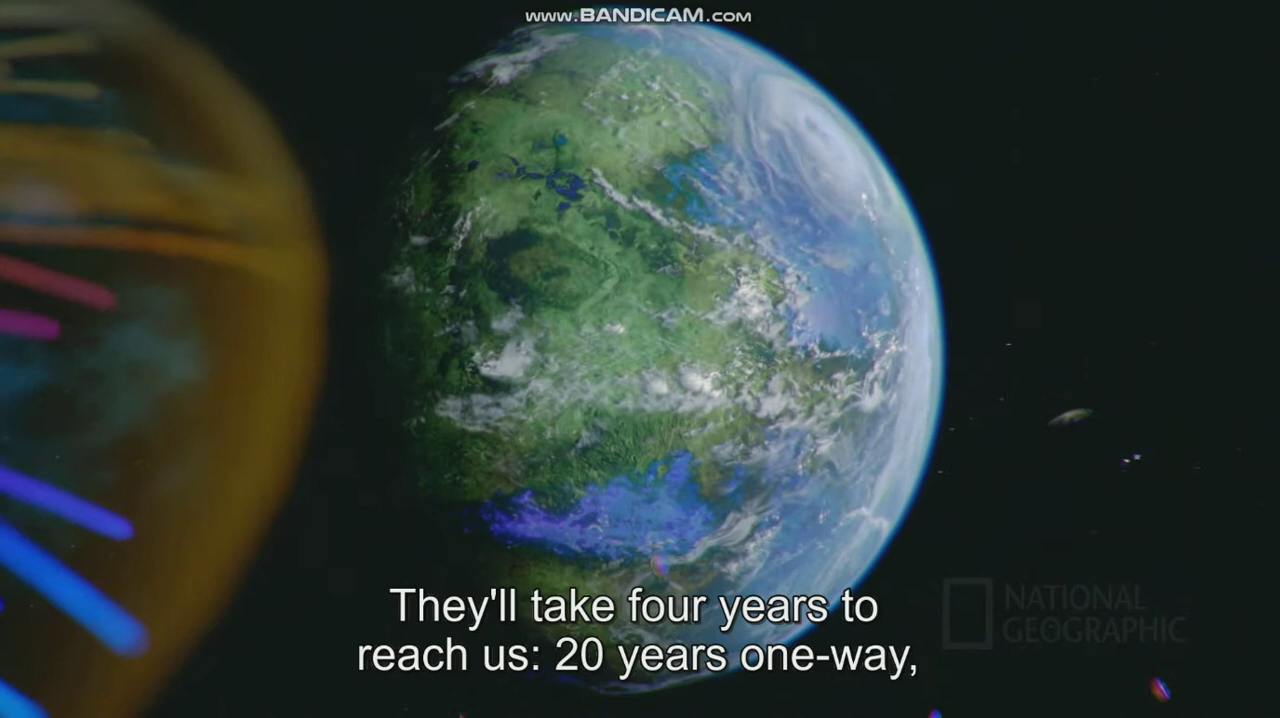 www.BANDICAM.com
They'll take four years to
reach us: 20 years one-way,
NATIONAL
GEOGRAPHIC